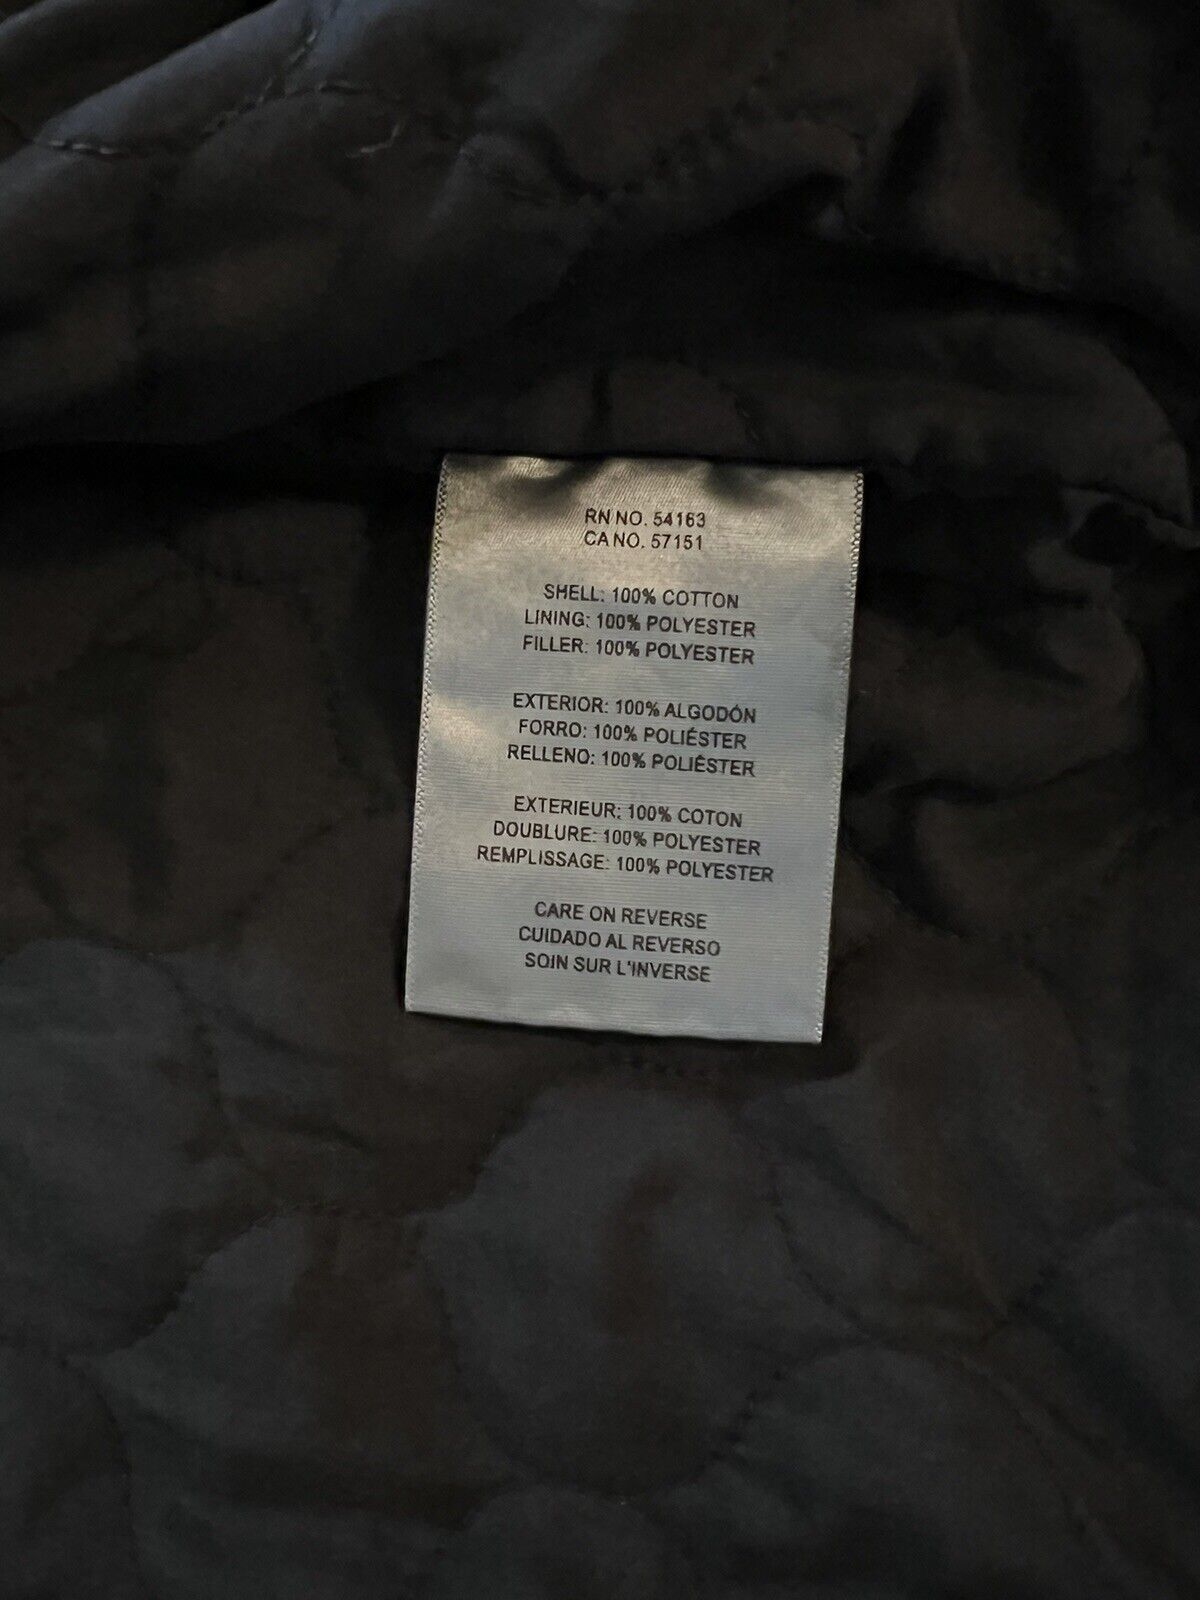 RN NO. 54163
CA NO. 57151
SHELL: 100% COTTON
LINING: 100% POLYESTER
FILLER: 100% POLYESTER
EXTERIOR: 100% ALGODÓN
FORRO: 100% POLIÉSTER
RELLENO: 100% POLIÉSTER
EXTERIEUR: 100% COTON
DOUBLURE: 100% POLYESTER
REMPLISSAGE: 100% POLYESTER
CARE ON REVERSE
CUIDADO AL REVERSO
SOIN SUR L'INVERSE